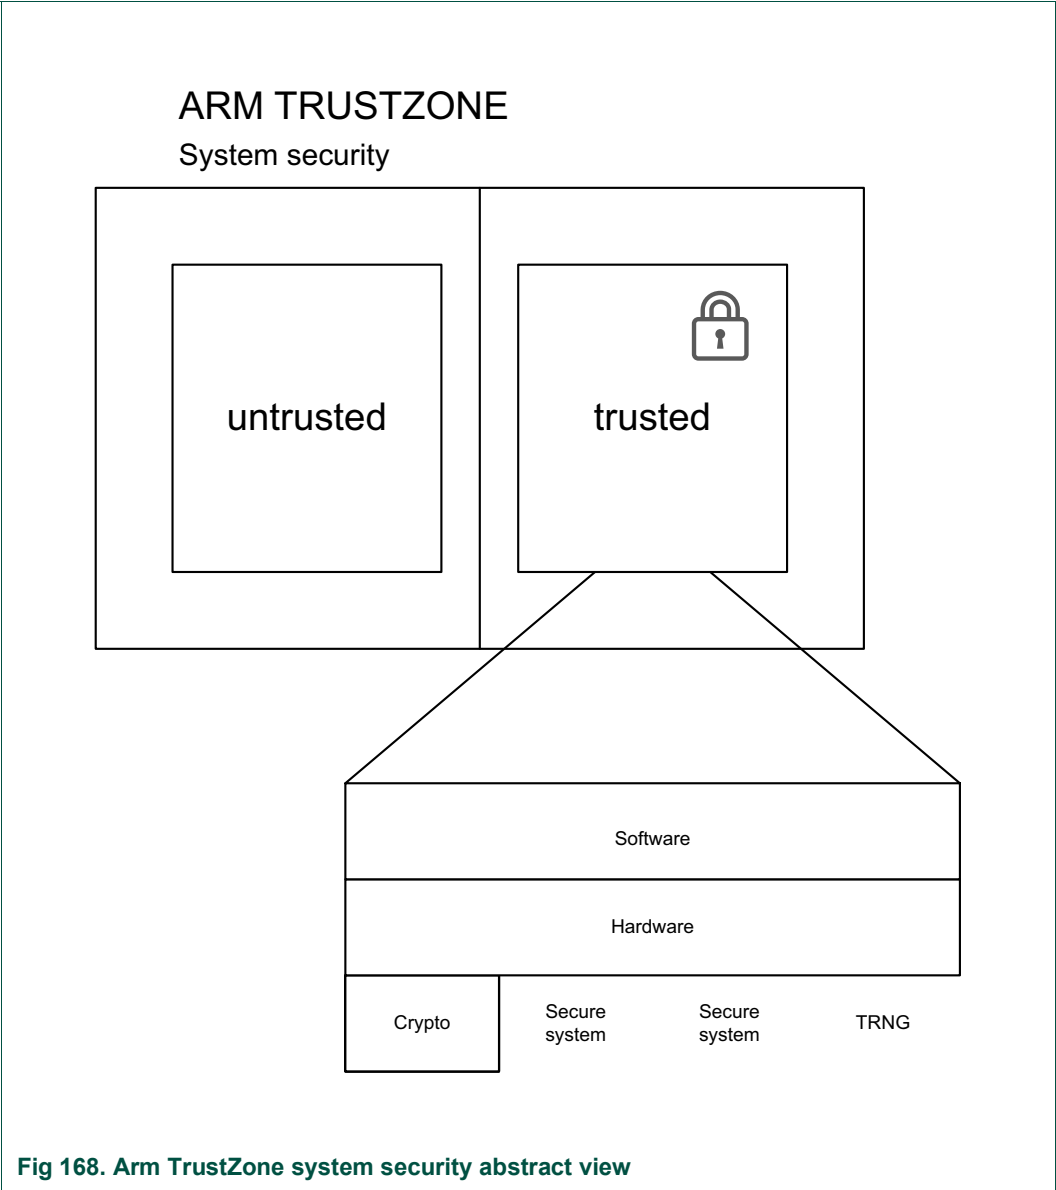 ARM TRUSTZONE
System security
untrusted
trusted
Software
Hardware
Crypto
Secure
system
Secure
system
TRNG
Fig 168. Arm TrustZone system security abstract view